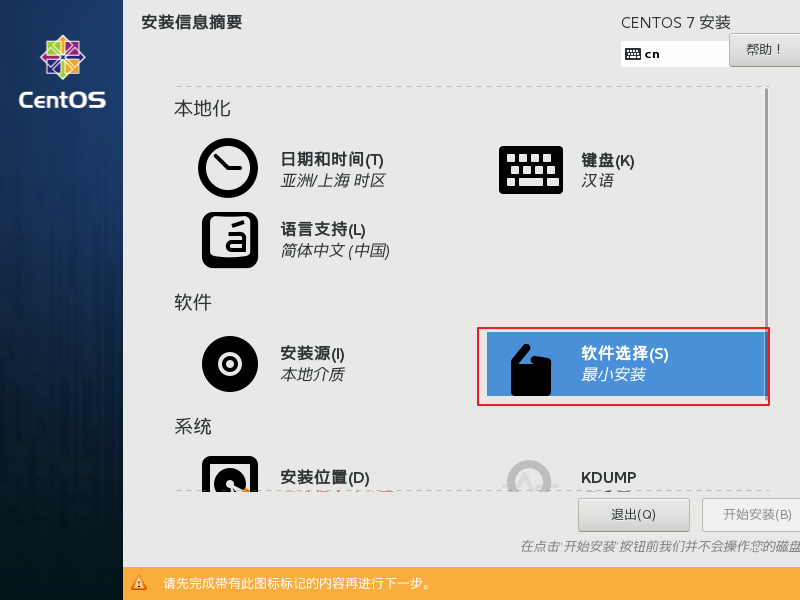 安装信息摘要
CENTOS 7 安装
cn
帮助！
CentOS
本地化
日期和时间(T)
亚洲/上海 时区
键盘(K)
汉语
语言支持(L)
简体中文 (中国)
软件
安装源(I)
本地介质
软件选择(S)
最小安装
系统
安装位置(D)
KDUMP
退出(Q)
开始安装(B)
在点击'开始安装'按钮前我们并不会操作您的磁盘
请先完成带有此图标标记的内容再进行下一步。